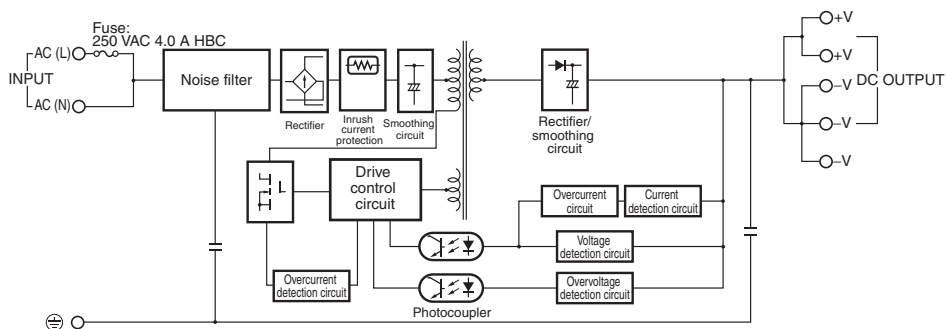 Fuse:
250 VAC 4.0 A HBC
AC (L)
INPUT
AC (N)
Noise filter
Rectifier
Inrush
current
protection
Smoothing
circuit
Rectifier/
smoothing
circuit
+V
+V
DC OUTPUT
–V
–V
–V
Drive
control
circuit
Overcurrent
circuit
Current
detection circuit
Voltage
detection circuit
Overcurrent
detection circuit
Overvoltage
detection circuit
Photocoupler